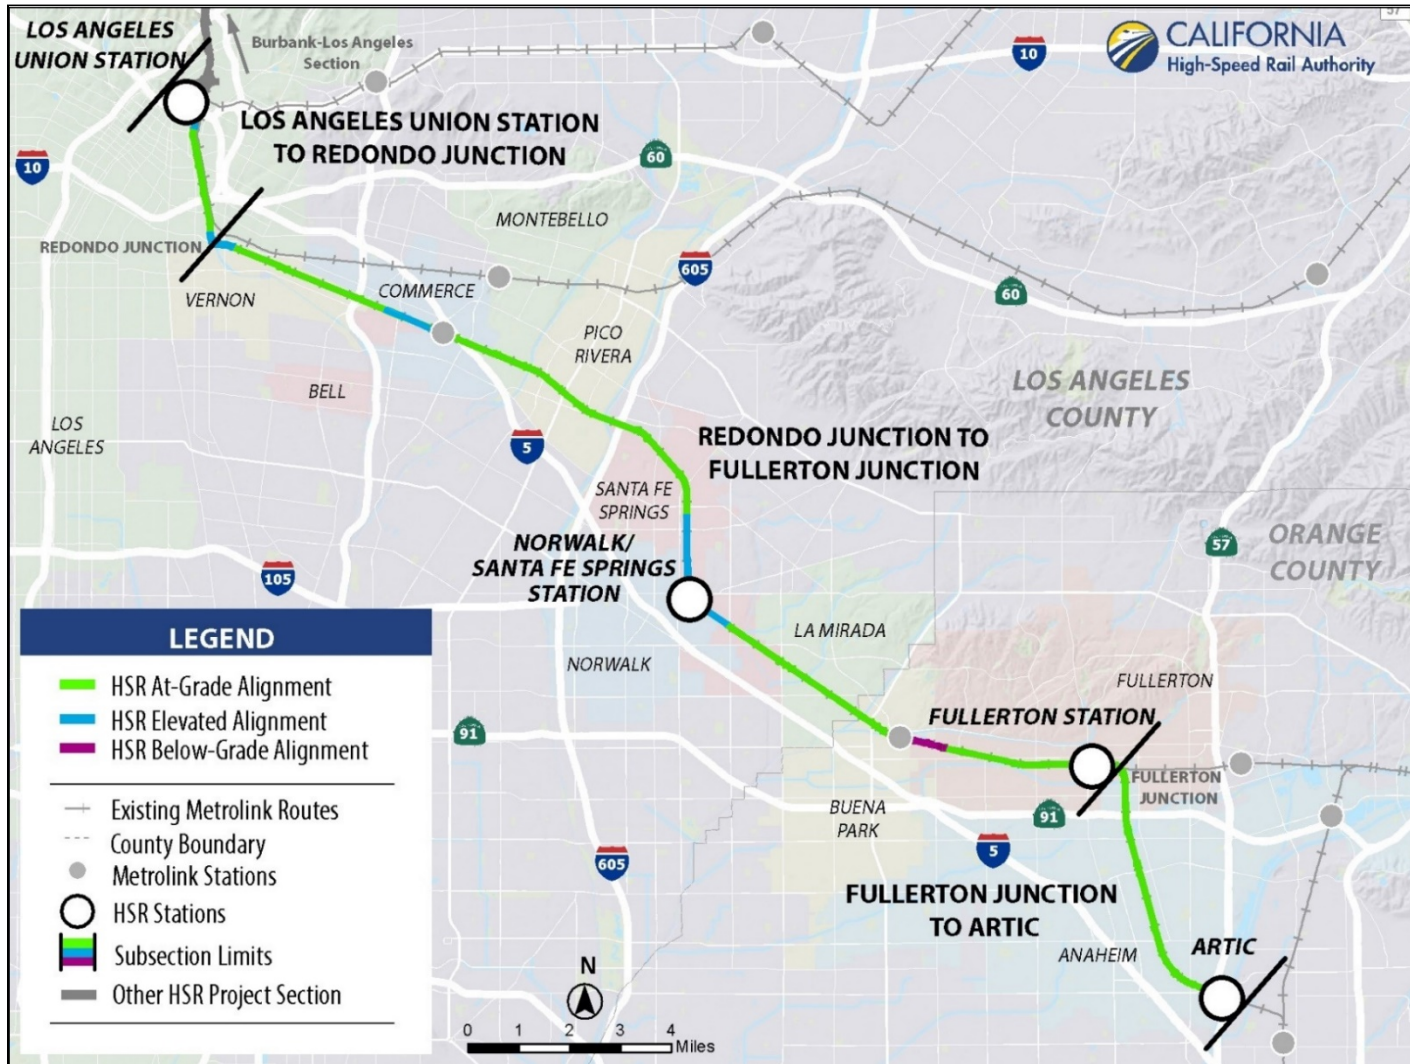 LOS ANGELES
UNION STATION
Burbank-Los Angeles
Section
57
10
CALIFORNIA
High-Speed Rail Authority
LOS ANGELES UNION STATION
TO REDONDO JUNCTION
10
60
MONTEBELLO
REDONDO JUNCTION
605
VERNON
COMMERCE
60
PICO
RIVERA
BELL
LOS ANGELES
COUNTY
LOS
ANGELES
5
REDONDO JUNCTION TO
FULLERTON JUNCTION
SANTA FE
SPRINGS
NORWALK/
SANTA FE SPRINGS
STATION
57
ORANGE
COUNTY
105
LA MIRADA
NORWALK
FULLERTON
91
FULLERTON STATION
FULLERTON
JUNCTION
BUENA
PARK
91
5
605
FULLERTON JUNCTION
TO ARTIC
ANAHEIM
ARTIC
LEGEND
HSR At-Grade Alignment
HSR Elevated Alignment
HSR Below-Grade Alignment
Existing Metrolink Routes
County Boundary
Metrolink Stations
HSR Stations
Subsection Limits
Other HSR Project Section
N
0 1 2 3 4
Miles